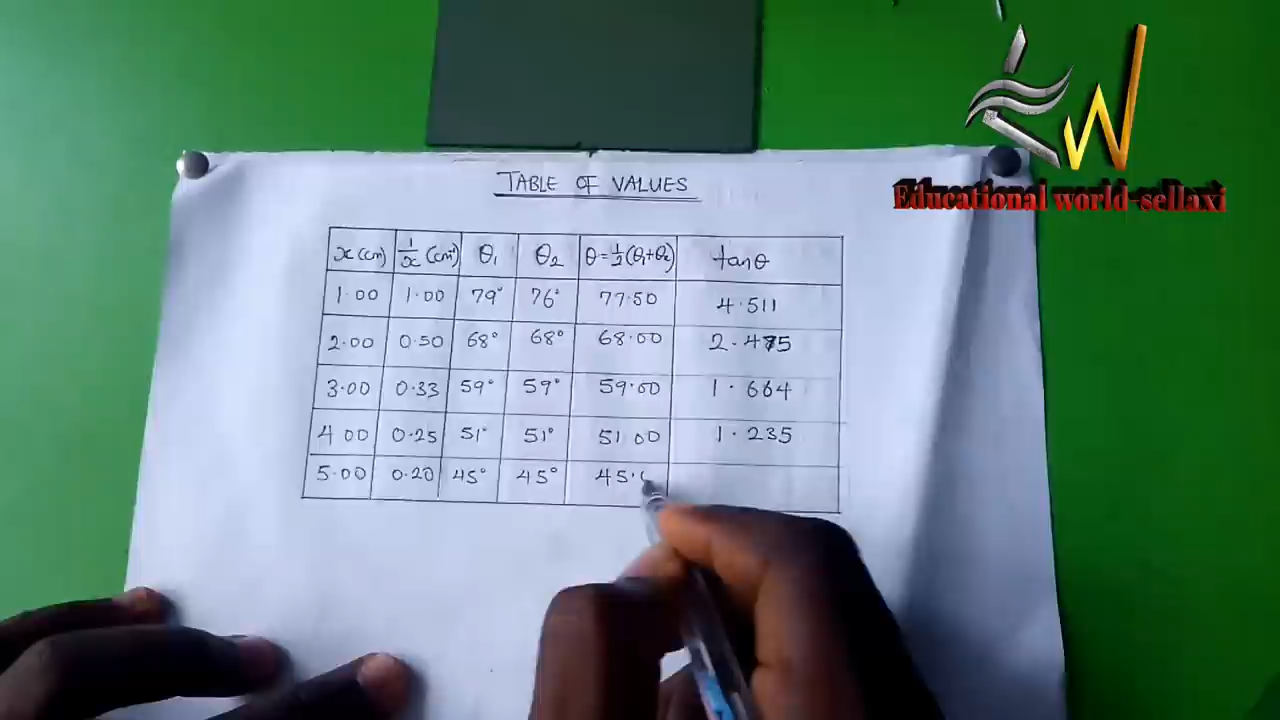 TABLE OF VALUES
x (cm) 1/x (cm⁻¹) θ₁ θ₂ θ=½(θ₁+θ₂) tanθ
1.00 1.00 79° 76° 77.50 4.511
2.00 0.50 68° 68° 68.00 2.475
3.00 0.33 59° 59° 59.00 1.664
4 00 0.25 51° 51° 51.00 1.235
5.00 0.20 45° 45° 45.
EW
Educational world-sellaxi